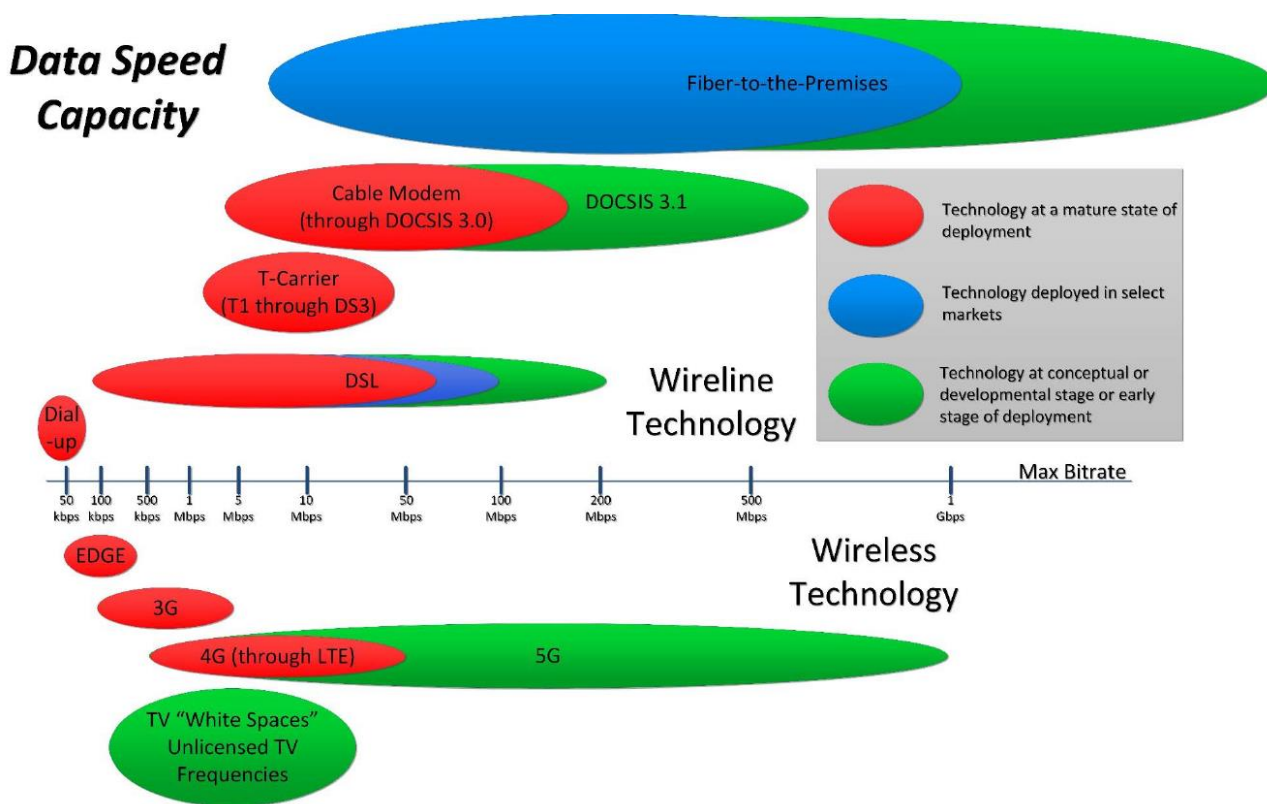 Data Speed
Capacity
Fiber-to-the-Premises
Cable Modem
(through DOCSIS 3.0)
DOCSIS 3.1
T-Carrier
(T1 through DS3)
DSL
Dial
-up
Wireline
Technology
Technology at a mature state of
deployment
Technology deployed in select
markets
Technology at conceptual or
developmental stage or early
stage of deployment
Max Bitrate
50
kbps
100
kbps
500
kbps
1
Mbps
5
Mbps
10
Mbps
50
Mbps
100
Mbps
200
Mbps
500
Mbps
1
Gbps
EDGE
3G
4G (through LTE)
5G
Wireless
Technology
TV “White Spaces”
Unlicensed TV
Frequencies